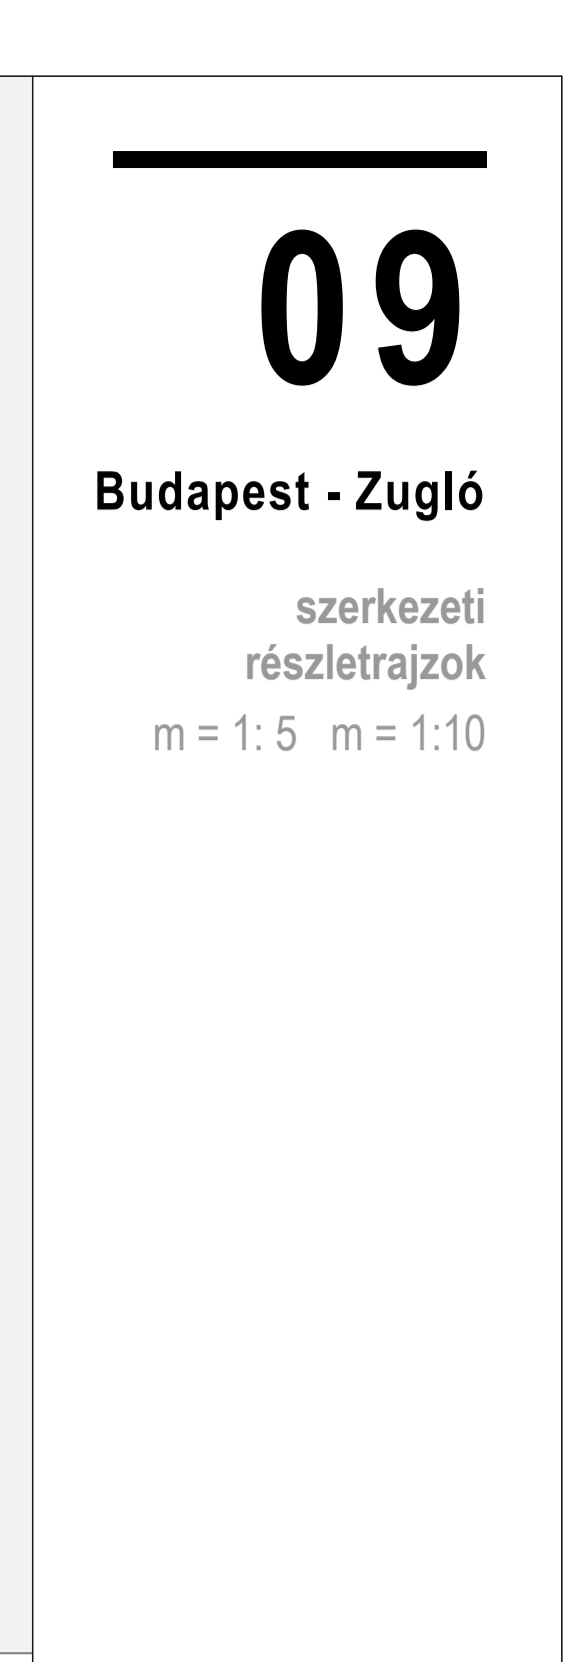 09
Budapest - Zugló
szerkezeti
részletrajzok
m = 1: 5 m = 1:10